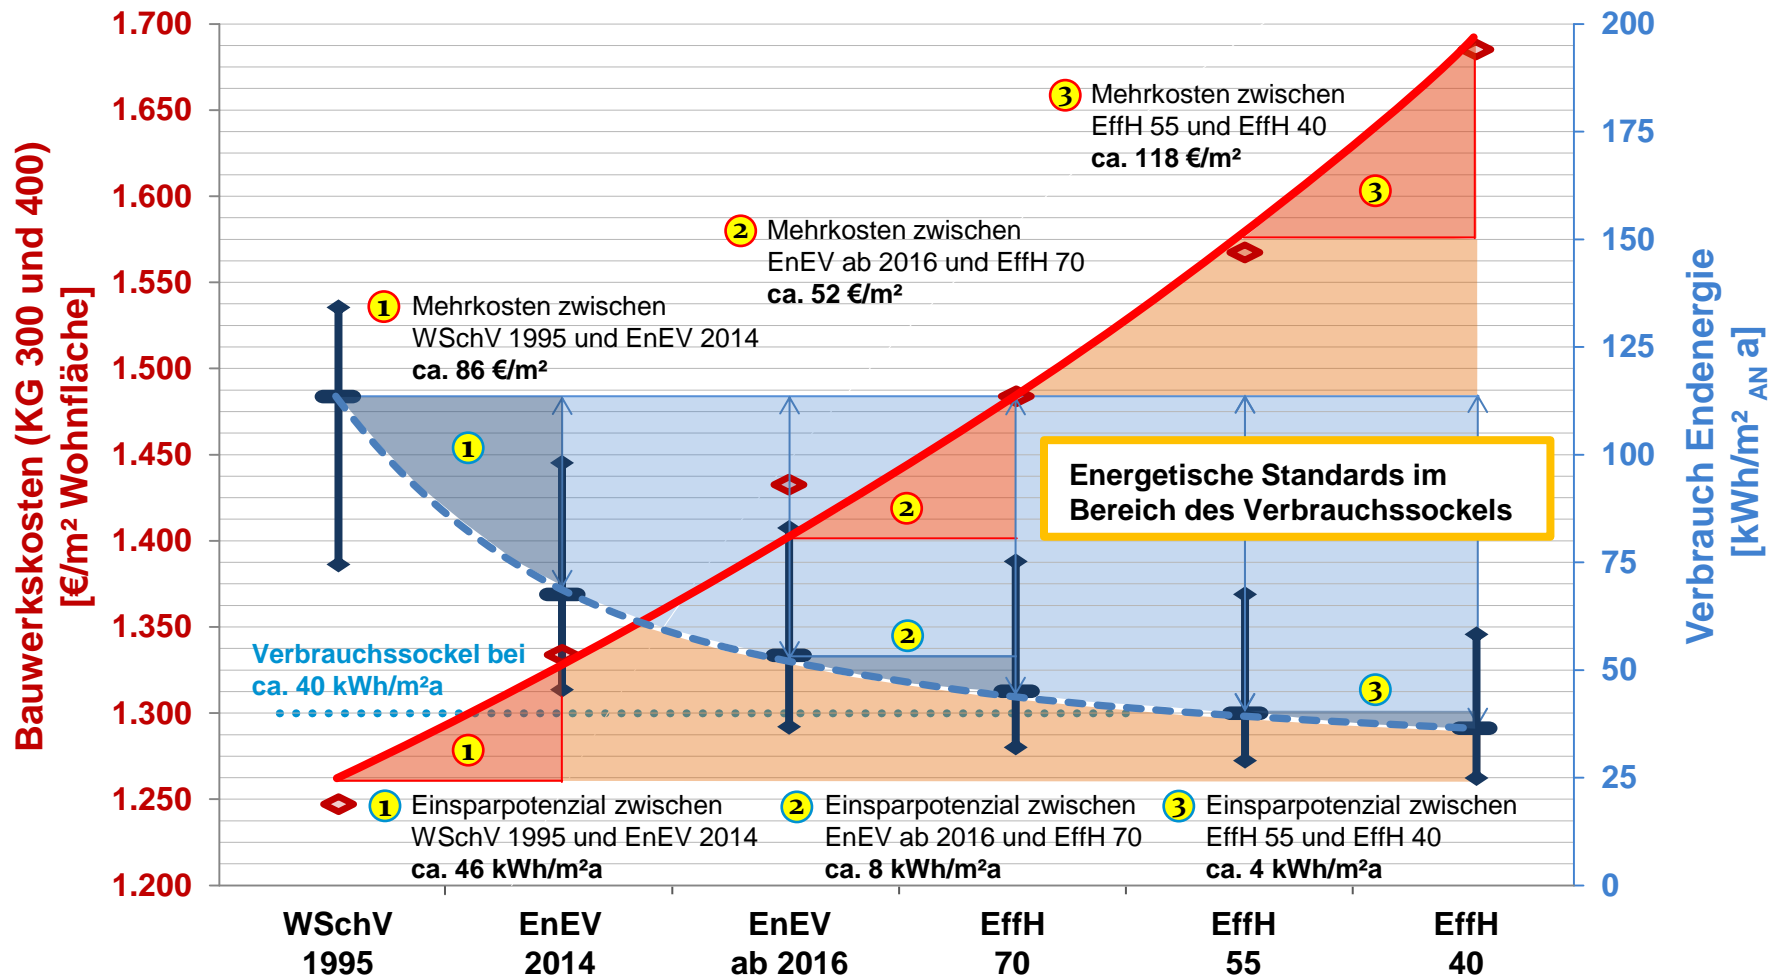 Bauwerkskosten (KG 300 und 400)
[€/m² Wohnfläche]
1.700
1.650
1.600
1.550
1.500
1.450
1.400
1.350
1.300
1.250
1.200
3 Mehrkosten zwischen
EffH 55 und EffH 40
ca. 118 €/m²
3
2 Mehrkosten zwischen
EnEV ab 2016 und EffH 70
ca. 52 €/m²
1 Mehrkosten zwischen
WSchV 1995 und EnEV 2014
ca. 86 €/m²
1
2
Energetische Standards im
Bereich des Verbrauchssockels
2
Verbrauchssockel bei
ca. 40 kWh/m²a
3
1
1 Einsparpotenzial zwischen
WSchV 1995 und EnEV 2014
ca. 46 kWh/m²a
2 Einsparpotenzial zwischen
EnEV ab 2016 und EffH 70
ca. 8 kWh/m²a
3 Einsparpotenzial zwischen
EffH 55 und EffH 40
ca. 4 kWh/m²a
WSchV
1995
EnEV
2014
EnEV
ab 2016
EffH
70
EffH
55
EffH
40
200
175
150
125
100
75
50
25
0
Verbrauch Endenergie
[kWh/m² AN a]